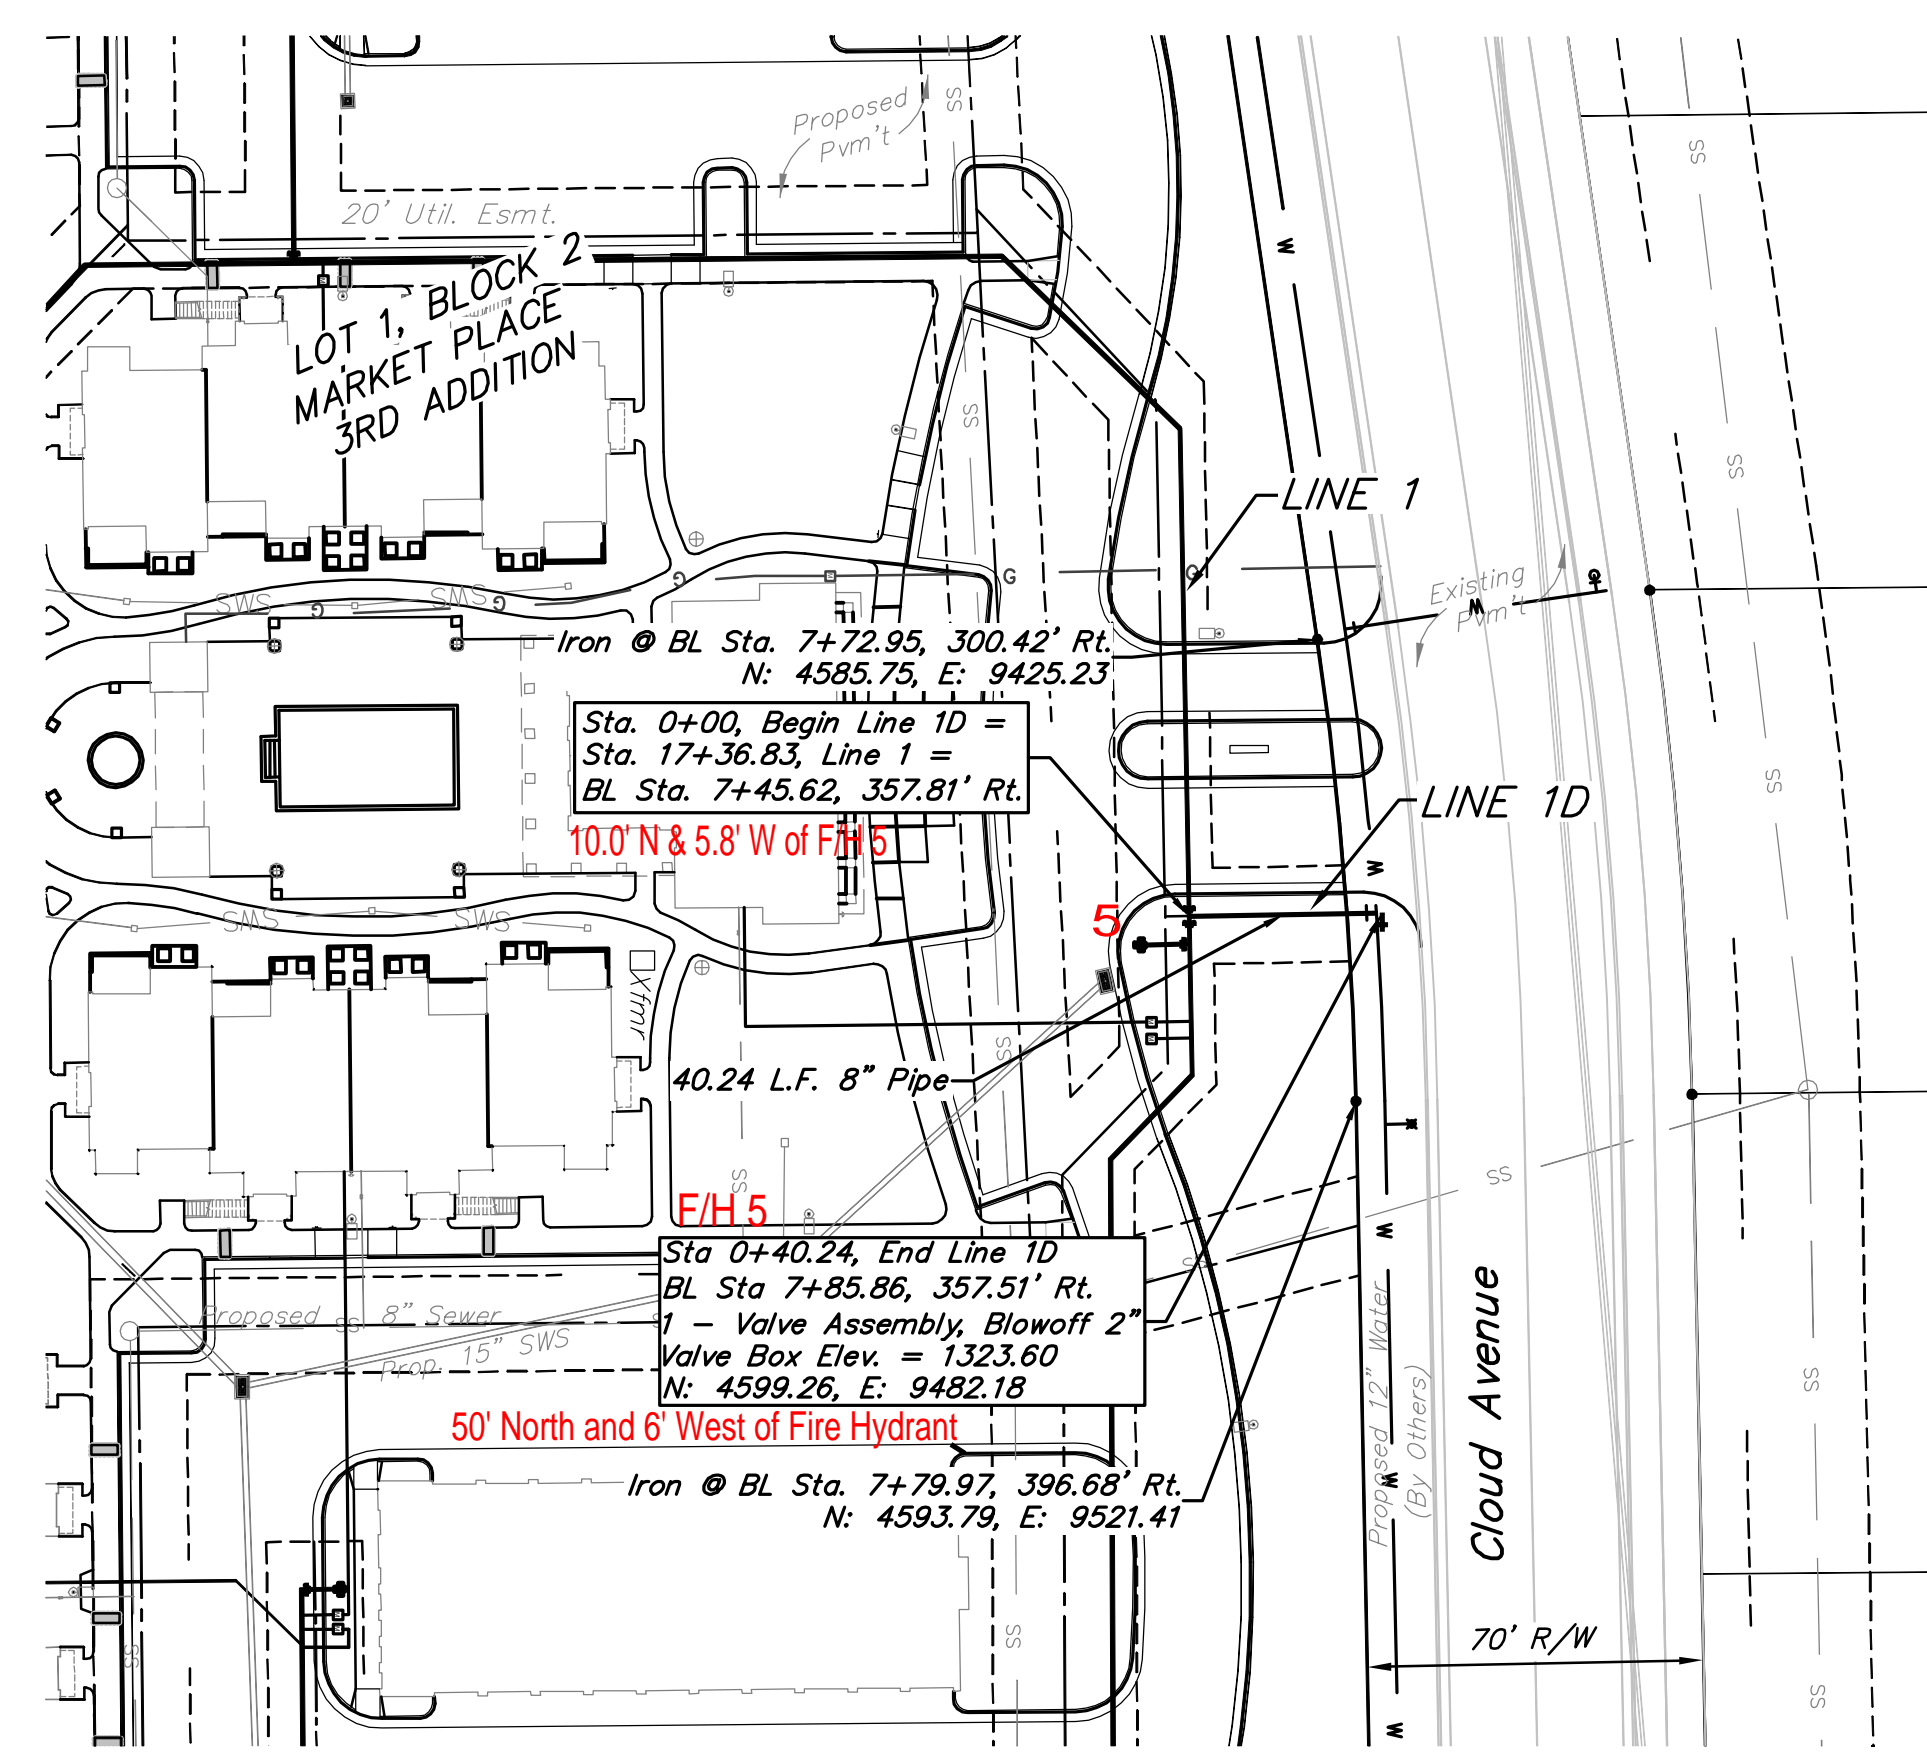 Proposed
Pvm't
SS
SS
W
20' Util. Esmt.
LOT 1, BLOCK 2
MARKET PLACE
3RD ADDITION
SS
SS
LINE 1
G
G
G
G
SWS
SWS
Existing
Pvm't
W
Iron @ BL Sta. 7+72.95, 300.42' Rt.
N: 4585.75, E: 9425.23
Sta. 0+00, Begin Line 1D =
Sta. 17+36.83, Line 1 =
BL Sta. 7+45.62, 357.81' Rt.
10.0' N & 5.8' W of F/H 5
SS
LINE 1D
W
5
SWS
SWS
Xfmr
SS
SS
40.24 L.F. 8" Pipe
SS
SS
F/H 5
W
Sta 0+40.24, End Line 1D
BL Sta 7+85.86, 357.51' Rt.
1 - Valve Assembly, Blowoff 2"
Valve Box Elev. = 1323.60
N: 4599.26, E: 9482.18
SS
Proposed 8" Sewer
SS
Prop. 15" SWS
50' North and 6' West of Fire Hydrant
Iron @ BL Sta. 7+79.97, 396.68' Rt.
N: 4593.79, E: 9521.41
Proposed 12" Water
(By Others)
W
Cloud Avenue
SS
SS
SS
70' R/W
SS
W